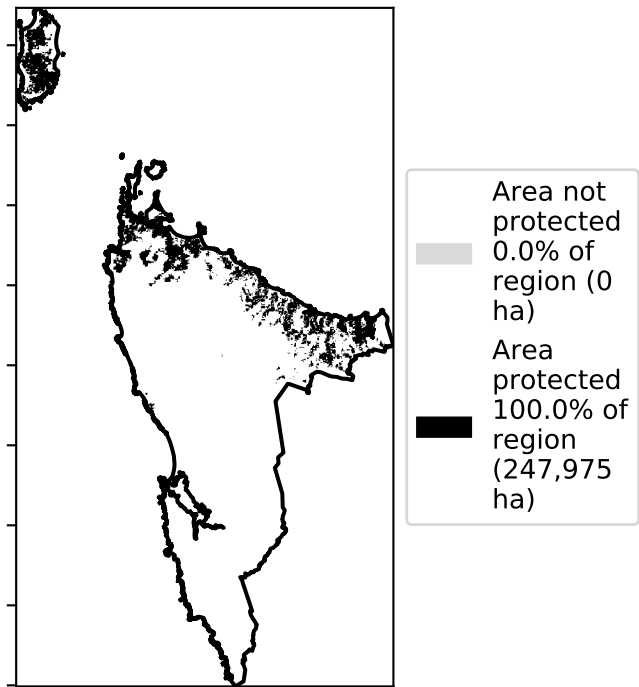 Area not
protected
0.0% of
region (0
ha)
Area
protected
100.0% of
region
(247,975
ha)